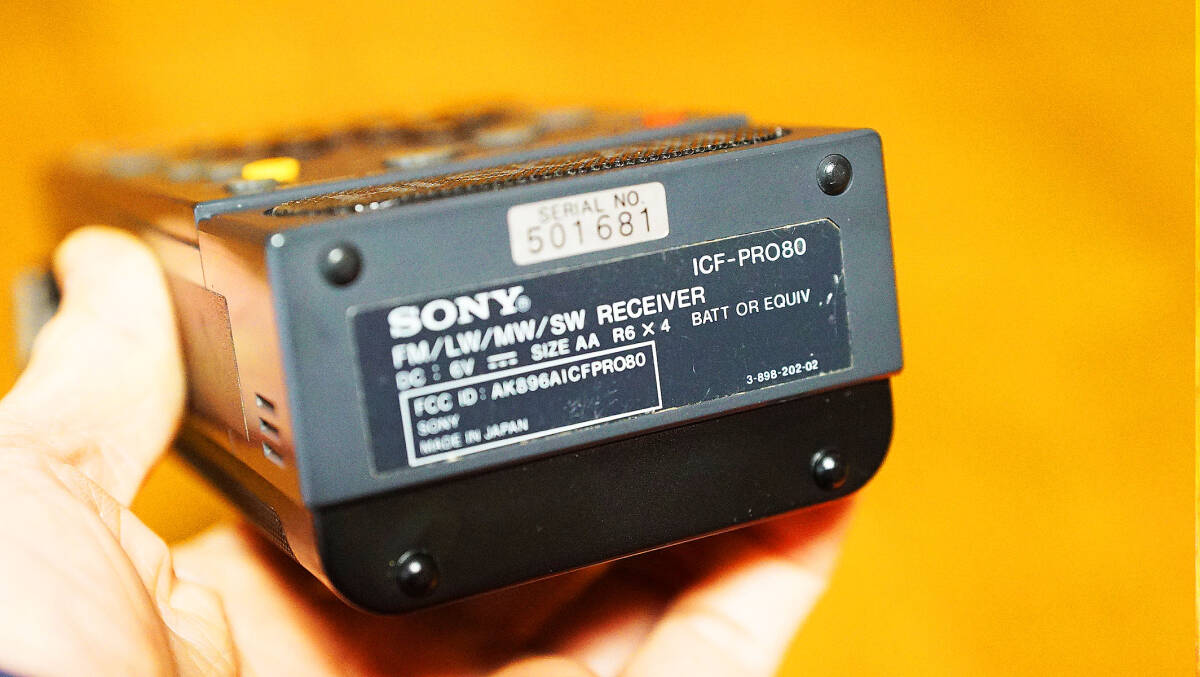 SERIAL NO.
501681
ICF-PRO80
SONY®
FM/LW/MW/SW RECEIVER
DC : 6V ⎓ SIZE AA R6 × 4 BATT OR EQUIV
FCC ID : AK896AICFPRO80
SONY
MADE IN JAPAN
3-898-202-02